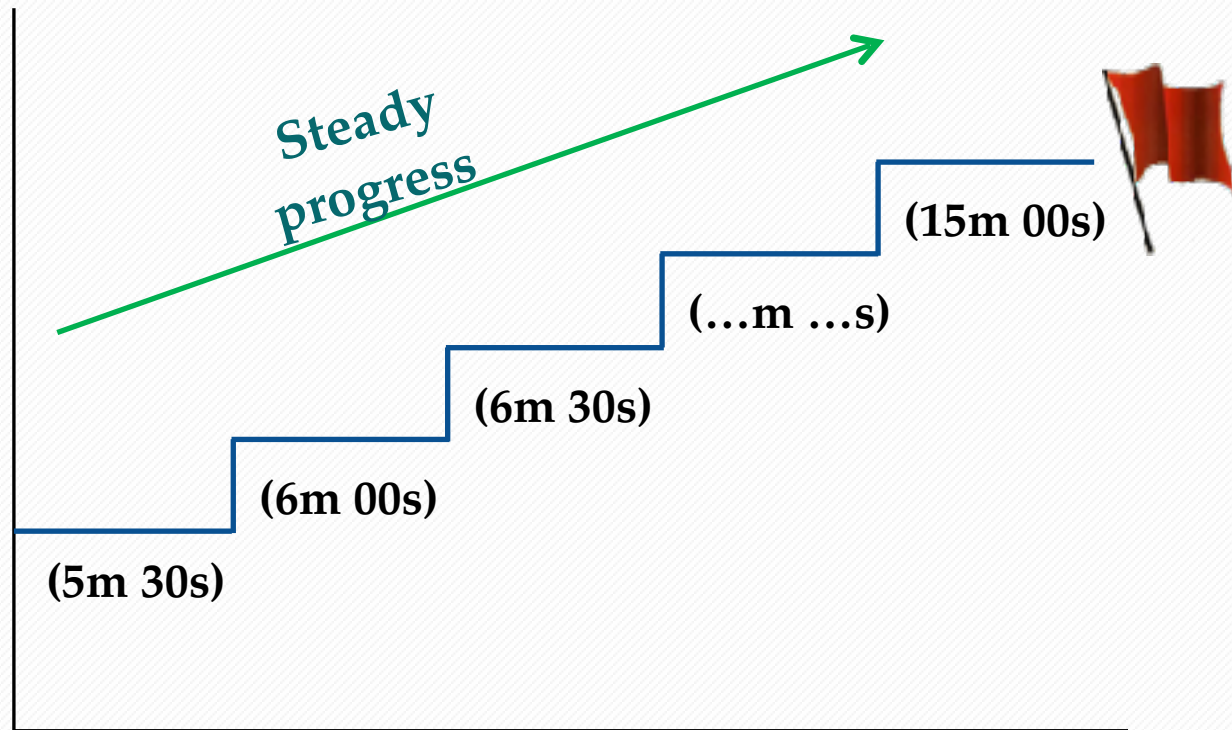 Steady
progress
(15m 00s)
(…m …s)
(6m 30s)
(6m 00s)
(5m 30s)